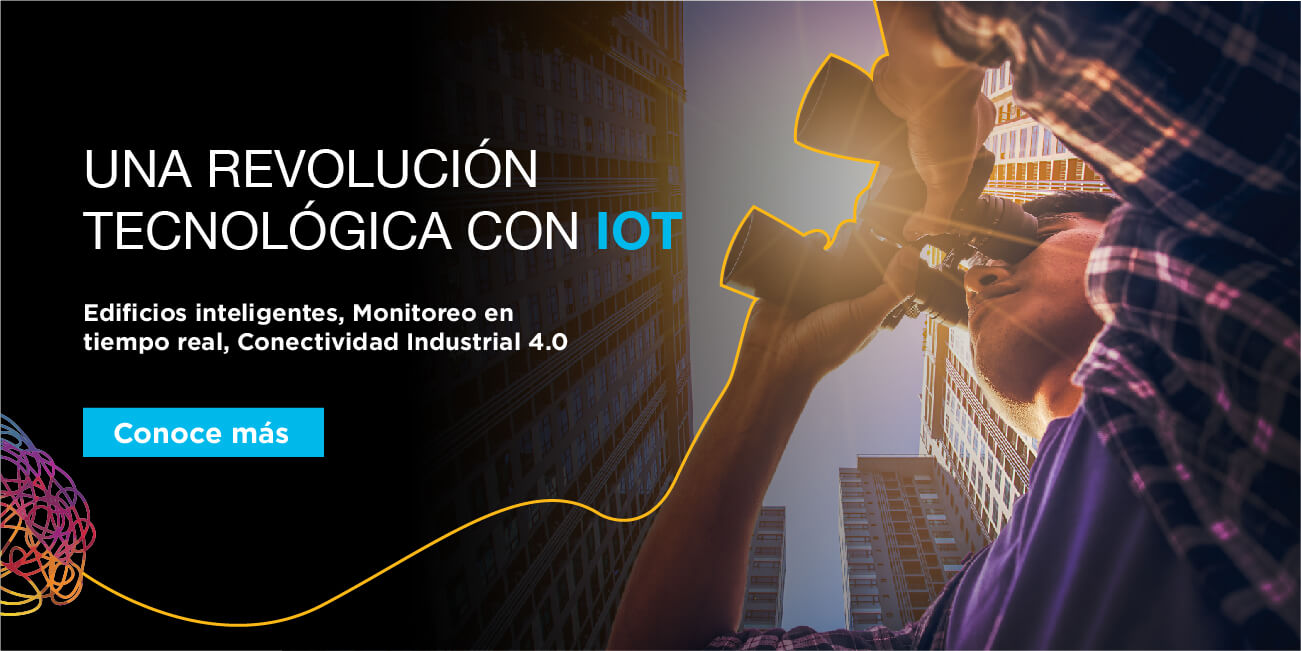 UNA REVOLUCIÓN
TECNOLÓGICA CON IOT
Edificios inteligentes, Monitoreo en
tiempo real, Conectividad Industrial 4.0
Conoce más